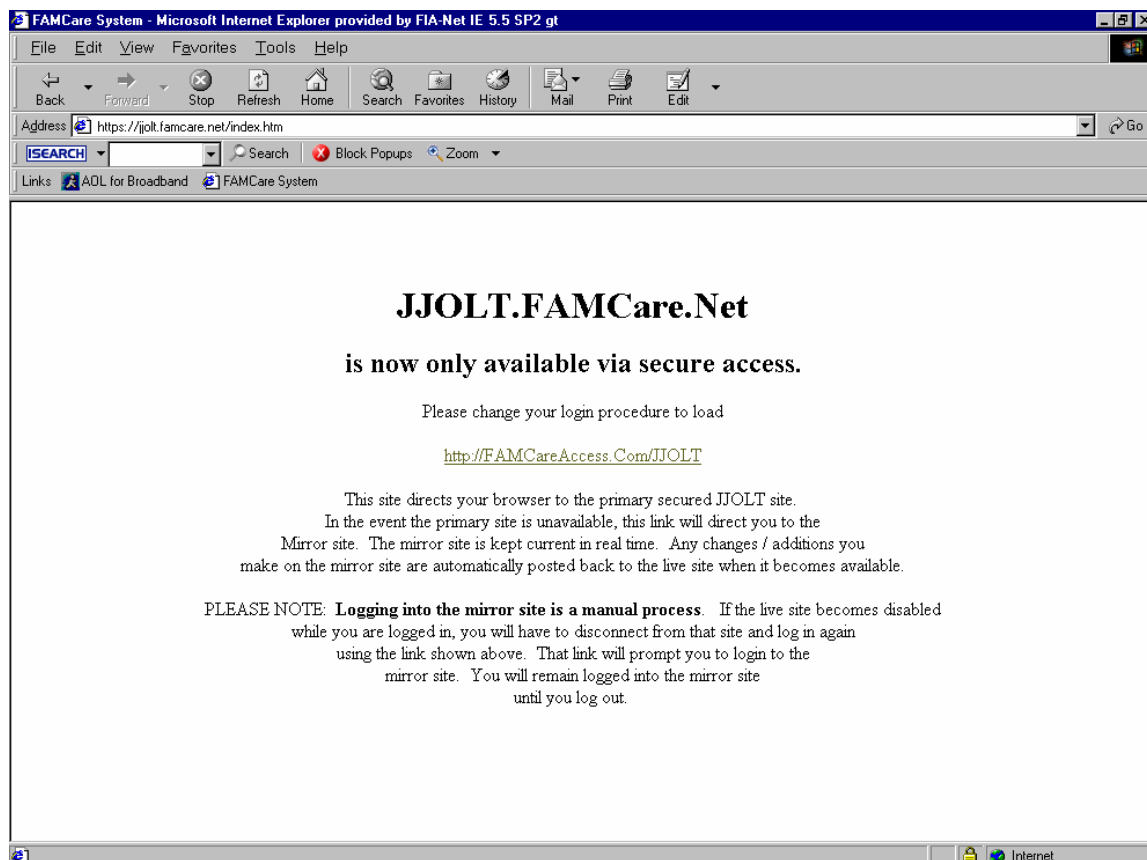 FAMCare System - Microsoft Internet Explorer provided by FIA-Net IE 5.5 SP2 gt
File Edit View Favorites Tools Help
Back Forward Stop Refresh Home Search Favorites History Mail Print Edit
Address https://jjolt.famcare.net/index.htm Go
ISEARCH Search Block Popups Zoom
Links AOL for Broadband FAMCare System
JJOLT.FAMCare.Net
is now only available via secure access.
Please change your login procedure to load
http://FAMCareAccess.Com/JJOLT
This site directs your browser to the primary secured JJOLT site.
In the event the primary site is unavailable, this link will direct you to the
Mirror site. The mirror site is kept current in real time. Any changes / additions you
make on the mirror site are automatically posted back to the live site when it becomes available.
PLEASE NOTE: Logging into the mirror site is a manual process. If the live site becomes disabled
while you are logged in, you will have to disconnect from that site and log in again
using the link shown above. That link will prompt you to login to the
mirror site. You will remain logged into the mirror site
until you log out.
Internet